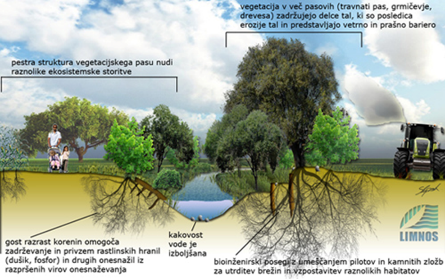 vegetacija v več pasovih (travnati pas, grmičevje,
drevesa) zadržujejo delce tal, ki so posledica
erozije tal in predstavljajo vetrno in prašno bariero
pestra struktura vegetacijskega pasu nudi
raznolike ekosistemske storitve
gost razrast korenin omogoča
zadrževanje in privzem rastlinskih hranil
(dušik, fosfor) in drugih onesnažil iz
razpršenih virov onesnaževanja
kakovost
vode je
izboljšana
bioinženirski posegi z umeščanjem pilotov in kamnitih zložb
za utrditev brežin in vzpostavitev raznolikih habitatov
LIMNOS